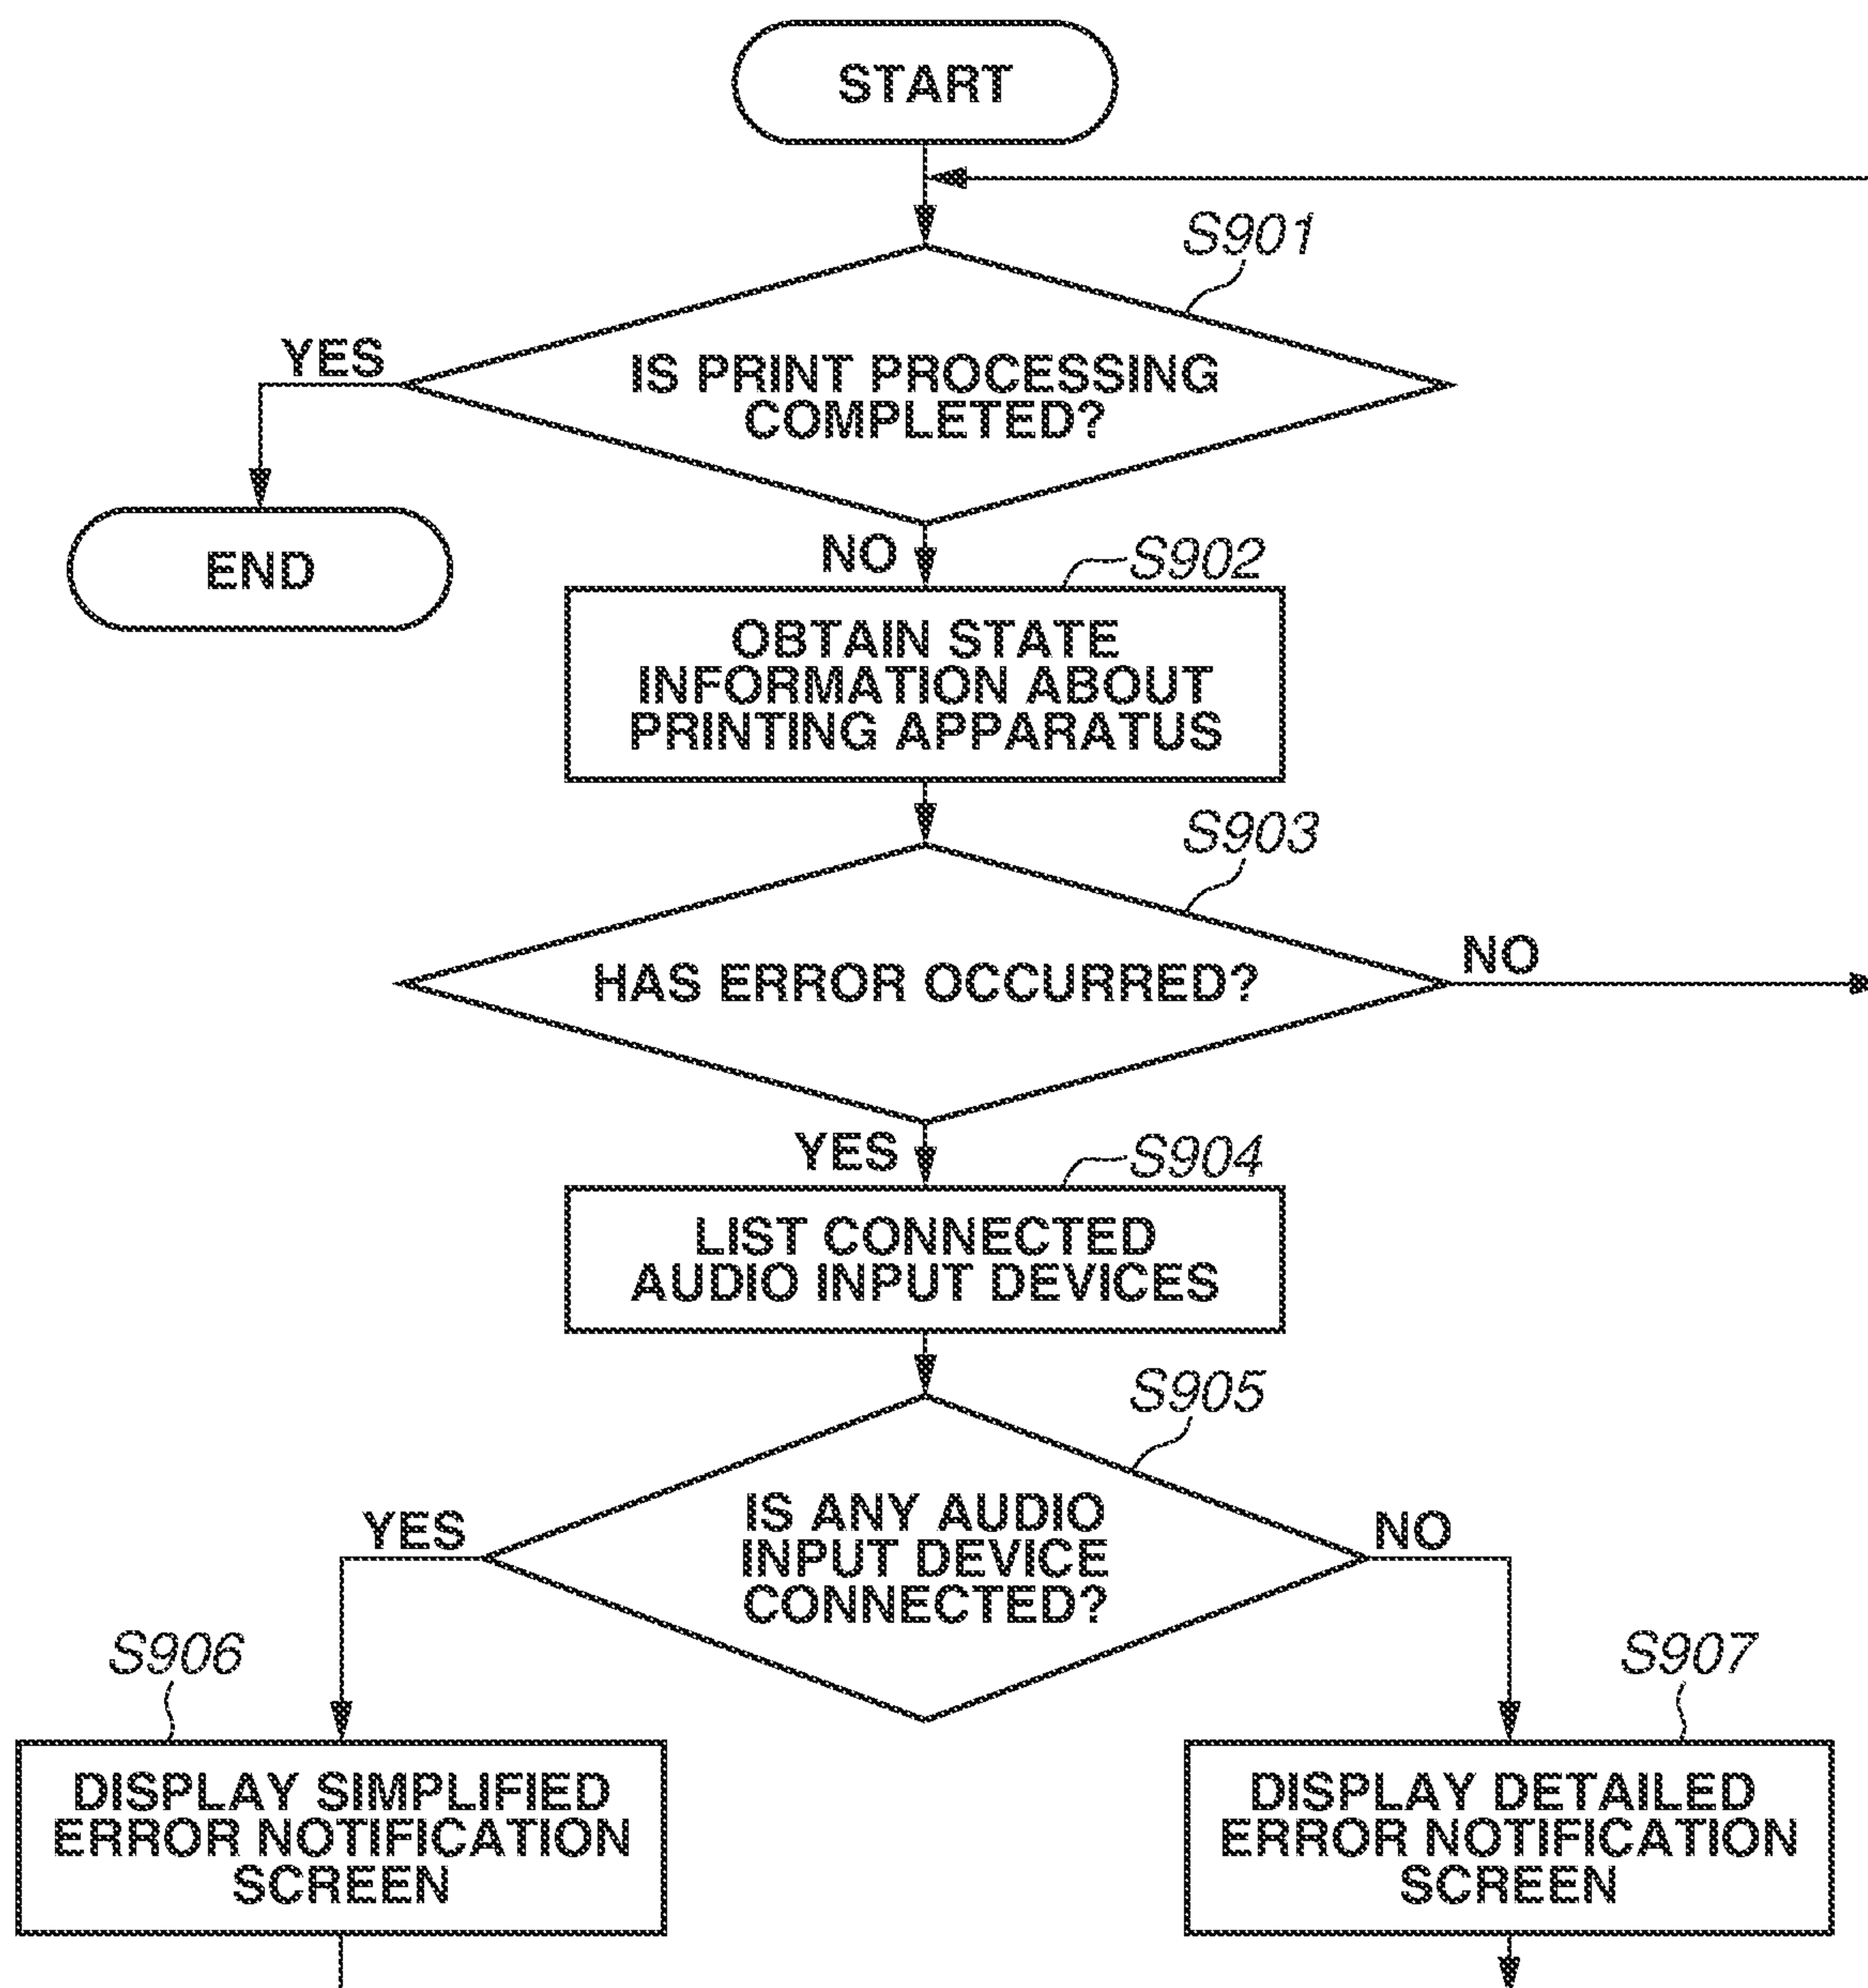 START
S901
YES
IS PRINT PROCESSING
COMPLETED?
END
NO
S902
OBTAIN STATE
INFORMATION ABOUT
PRINTING APPARATUS
S903
HAS ERROR OCCURRED?
NO
YES
S904
LIST CONNECTED
AUDIO INPUT DEVICES
S905
YES
IS ANY AUDIO
INPUT DEVICE
CONNECTED?
NO
S906
DISPLAY SIMPLIFIED
ERROR NOTIFICATION
SCREEN
S907
DISPLAY DETAILED
ERROR NOTIFICATION
SCREEN